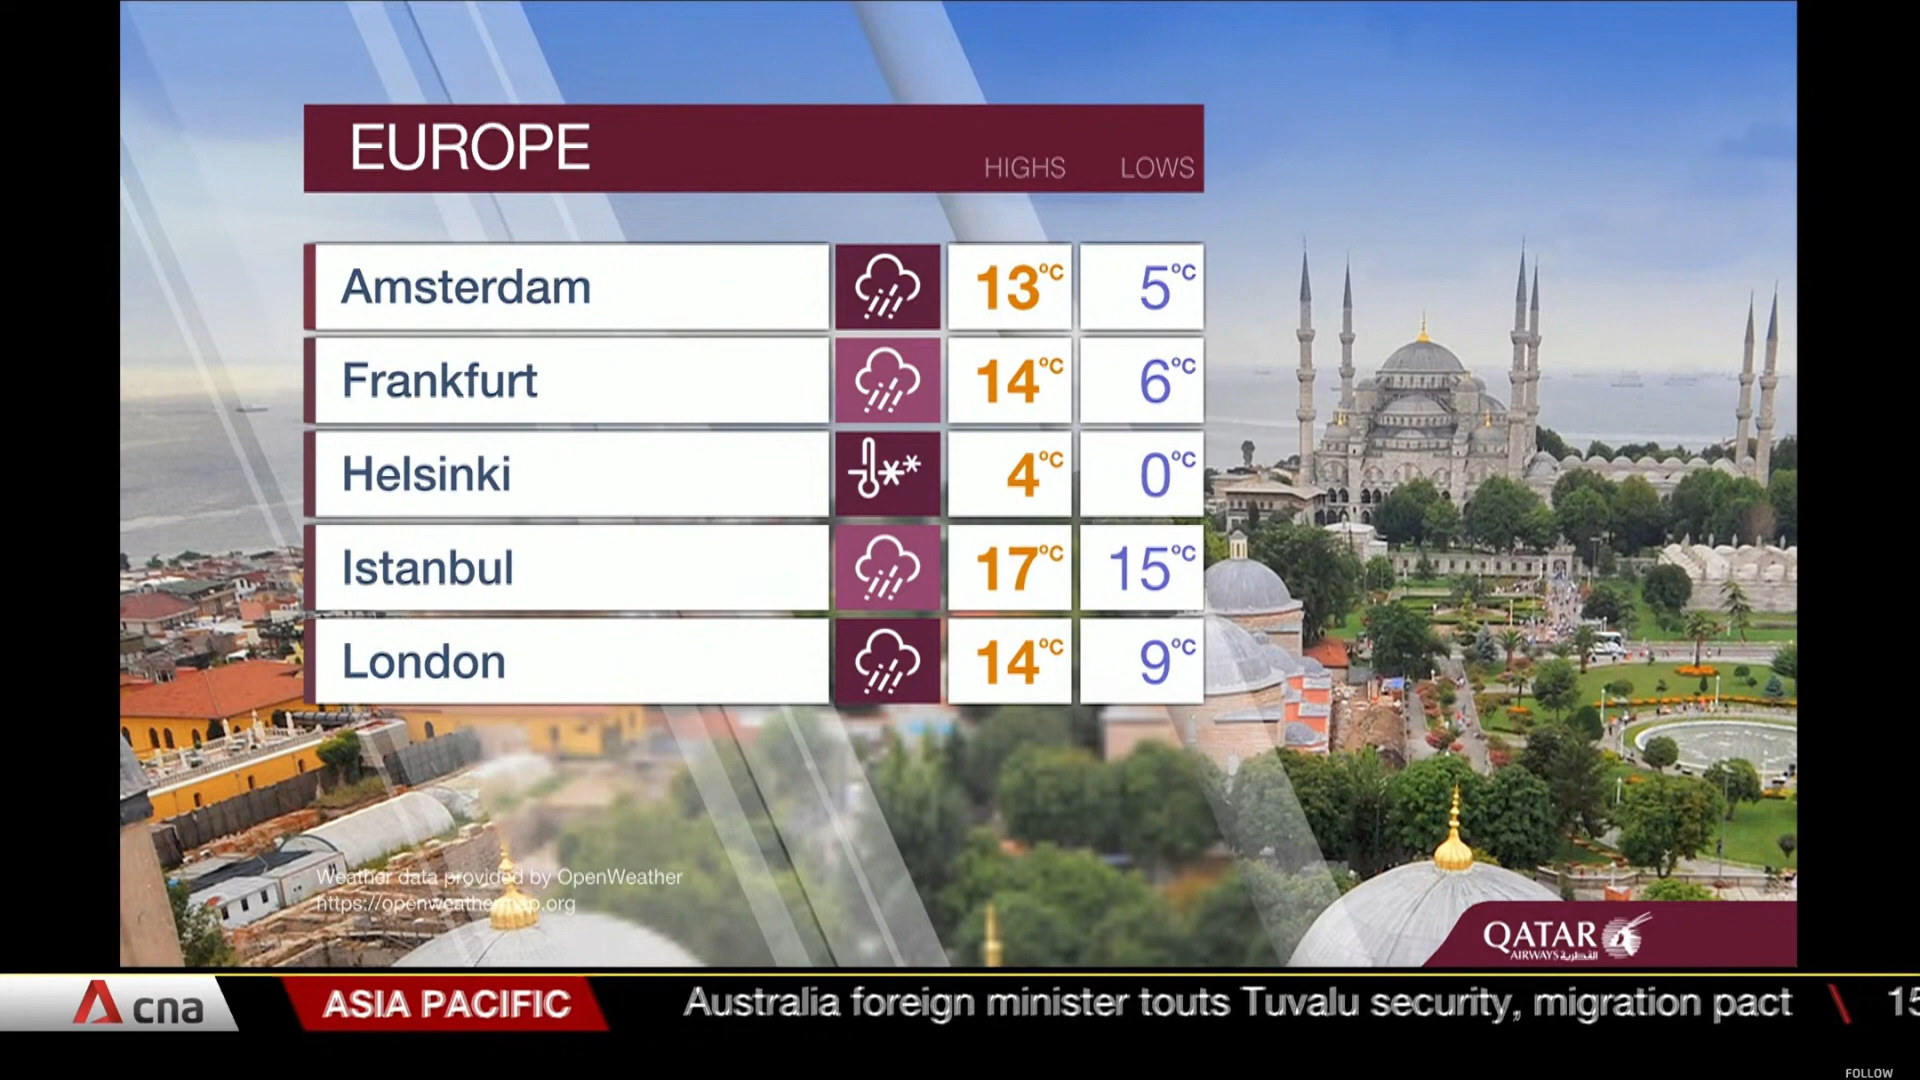 EUROPE
HIGHS LOWS
Amsterdam 13°C 5°C
Frankfurt 14°C 6°C
Helsinki 4°C 0°C
Istanbul 17°C 15°C
London 14°C 9°C
Weather data provided by OpenWeather
https://openweathermap.org
QATAR
AIRWAYS القطرية
cna ASIA PACIFIC Australia foreign minister touts Tuvalu security, migration pact \ 15
FOLLOW